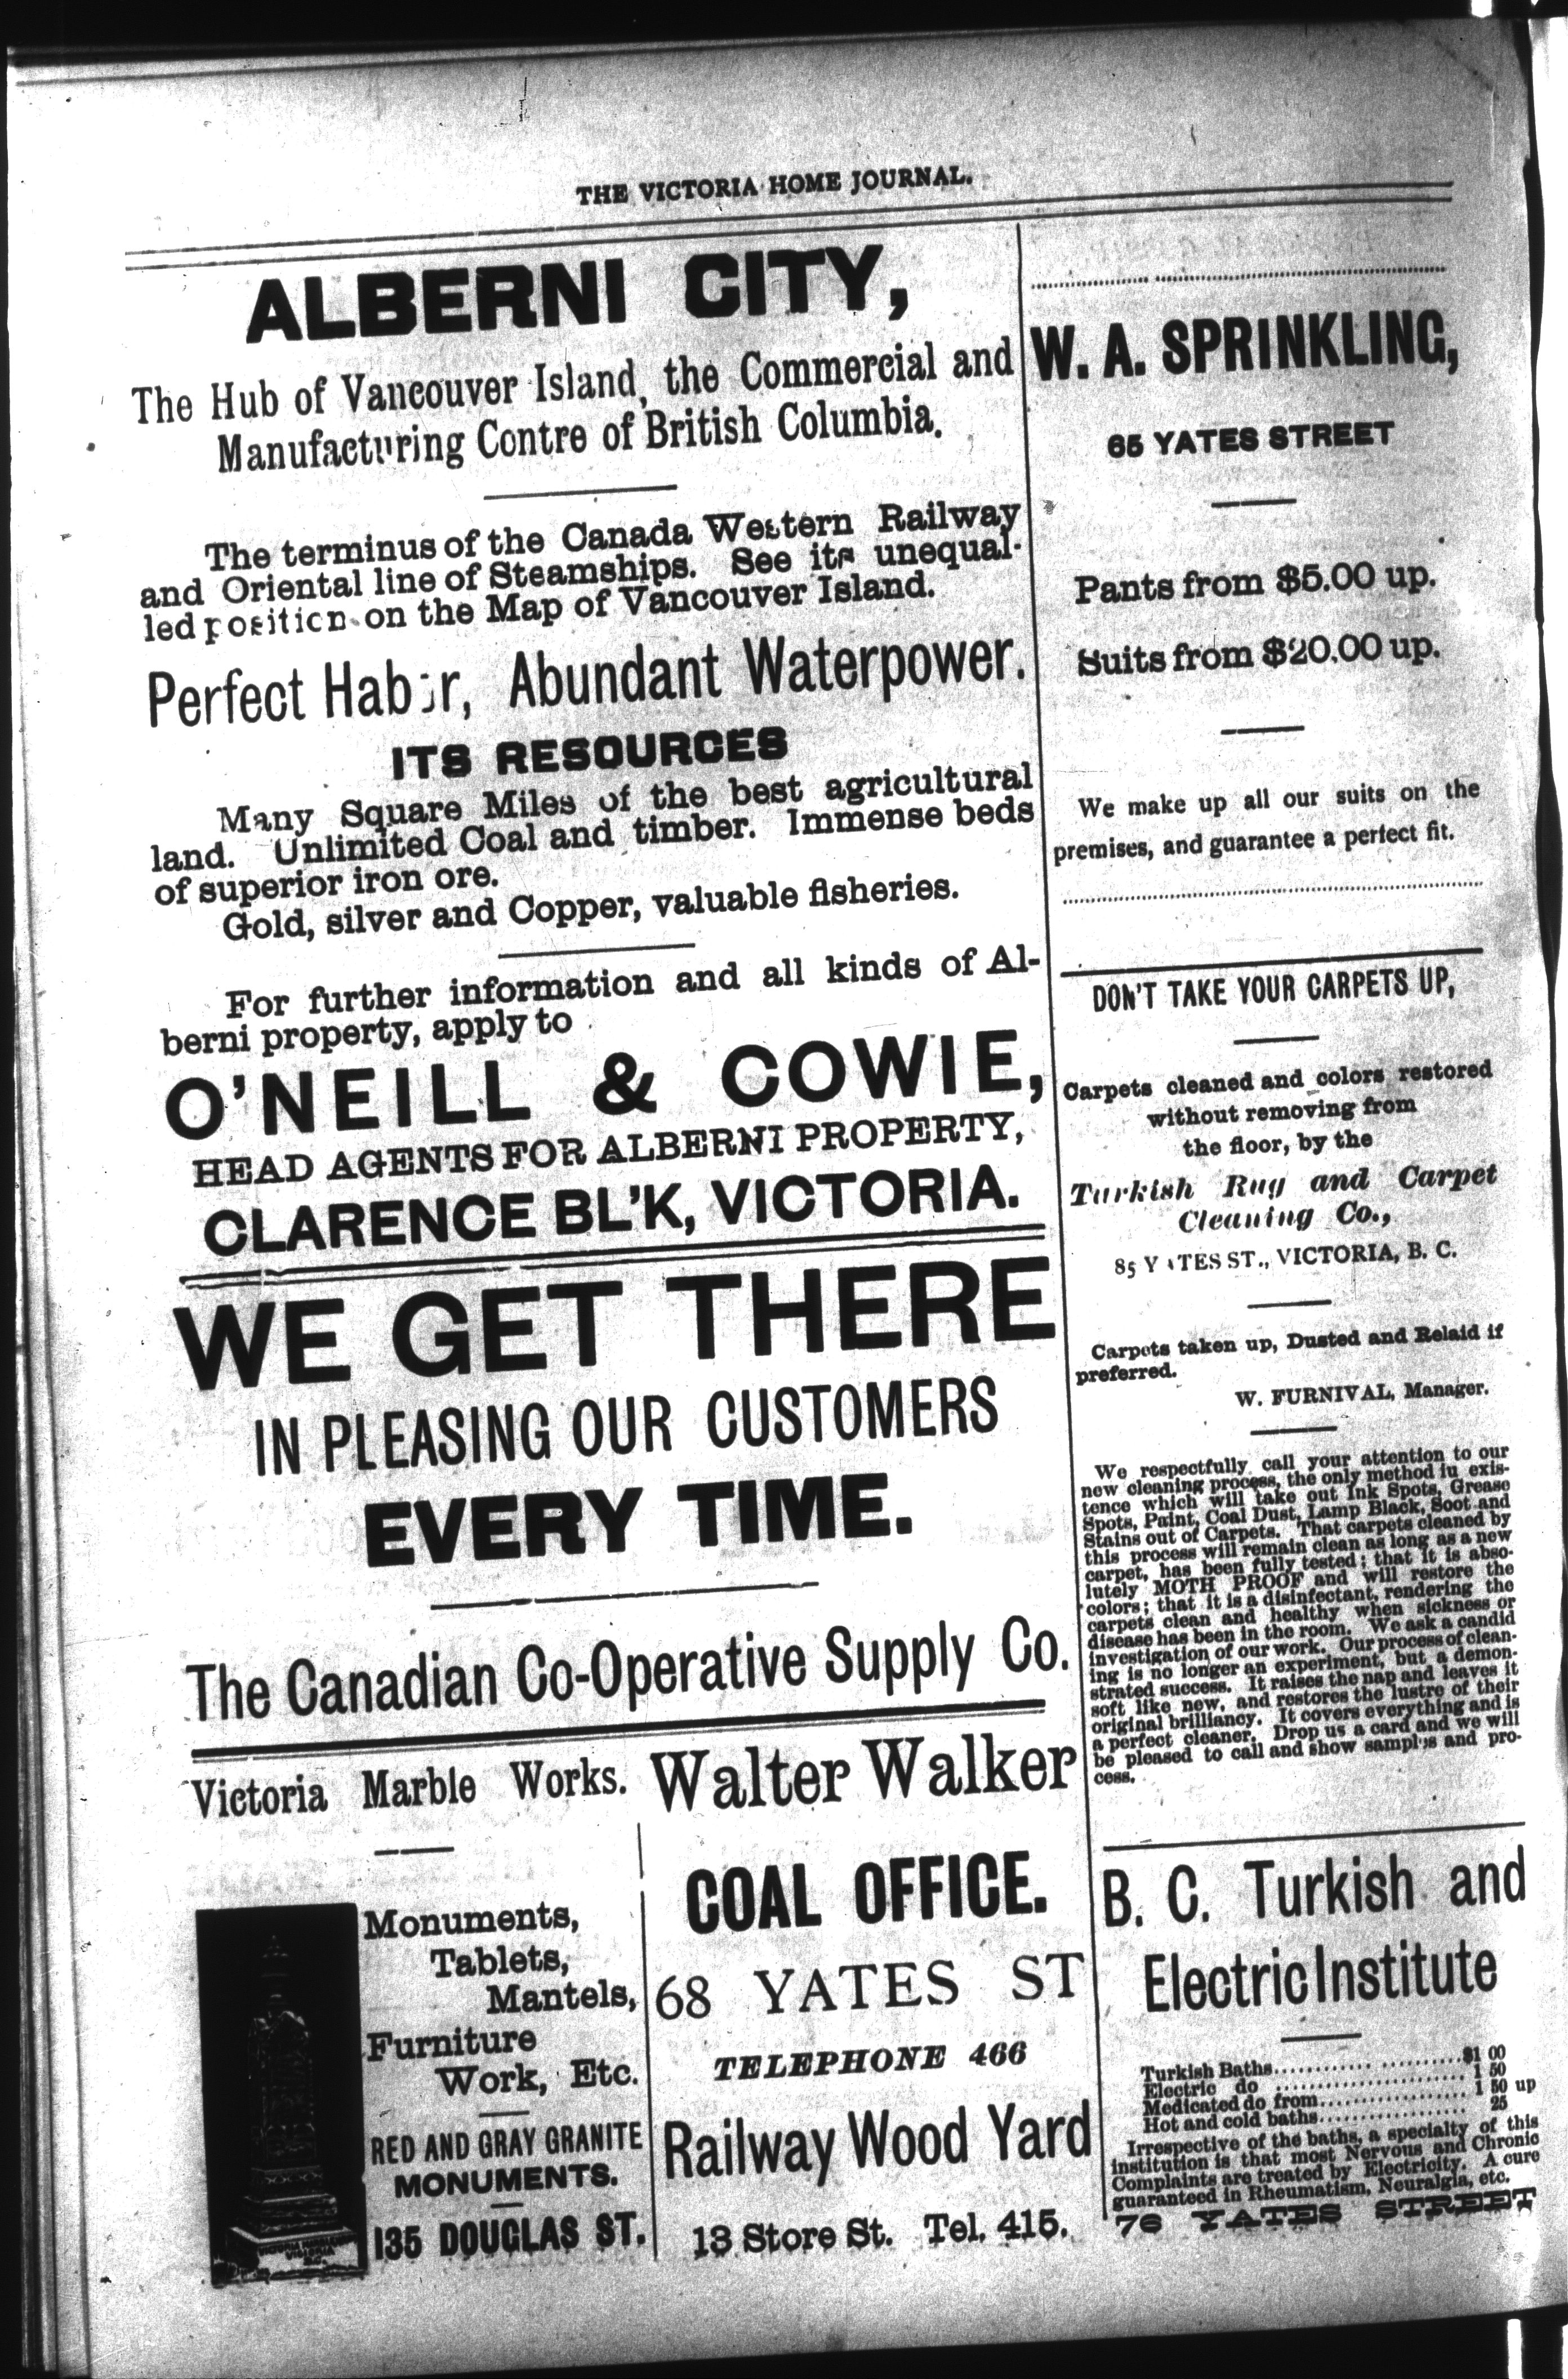 THE VICTORIA HOME JOURNAL.
ALBERNI CITY,
The Hub of Vancouver Island, the Commercial and
Manufacturing Contre of British Columbia.
The terminus of the Canada Western Railway
and Oriental line of Steamships. See its unequal-
led position on the Map of Vancouver Island.
Perfect Habor, Abundant Waterpower.
ITS RESOURCES
Many Square Miles of the best agricultural
land. Unlimited Coal and timber. Immense beds
of superior iron ore.
Gold, silver and Copper, valuable fisheries.
For further information and all kinds of Al-
berni property, apply to
O'NEILL & COWIE,
HEAD AGENTS FOR ALBERNI PROPERTY,
CLARENCE BL'K, VICTORIA.
WE GET THERE
IN PLEASING OUR CUSTOMERS
EVERY TIME.
The Canadian Co-Operative Supply Co.
Victoria Marble Works.
Monuments,
Tablets,
Mantels,
Furniture
Work, Etc.
RED AND GRAY GRANITE
MONUMENTS.
135 DOUGLAS ST.
Walter Walker
COAL OFFICE.
68 YATES ST
TELEPHONE 466
Railway Wood Yard
13 Store St. Tel. 415.
W. A. SPRINKLING,
65 YATES STREET
Pants from $5.00 up.
Suits from $20.00 up.
We make up all our suits on the
premises, and guarantee a perfect fit.
DON'T TAKE YOUR CARPETS UP,
Carpets cleaned and colors restored
without removing from
the floor, by the
Turkish Rug and Carpet
Cleaning Co.,
85 YATES ST., VICTORIA, B. C.
Carpets taken up, Dusted and Relaid if
preferred.
W. FURNIVAL, Manager.
We respectfully call your attention to our
new cleaning process, the only method iu exis-
tence which will take out Ink Spots, Grease
Spots, Paint, Coal Dust, Lamp Black, Soot and
Stains out of Carpets. That carpets cleaned by
this process will remain clean as long as a new
carpet, has been fully tested; that it is abso-
lutely MOTH PROOF and will restore the
colors; that it is a disinfectant, rendering the
carpets clean and healthy when sickness or
disease has been in the room. We ask a candid
investigation of our work. Our process of clean-
ing is no longer an experiment, but a demon-
strated success. It raises the nap and leaves it
soft like new, and restores the lustre of their
original brilliancy. It covers everything and is
a perfect cleaner. Drop us a card and we will
be pleased to call and show samples and pro-
cess.
B. C. Turkish and
Electric Institute
Turkish Baths.....................$1 00
Electric do ..................... 1 50
Medicated do from................ 1 50 up
Hot and cold baths.................. 25
Irrespective of the baths, a specialty of this
institution is that most Nervous and Chronic
Complaints are treated by Electricity. A cure
guaranteed in Rheumatism, Neuralgia, etc.
76 YATES STREET